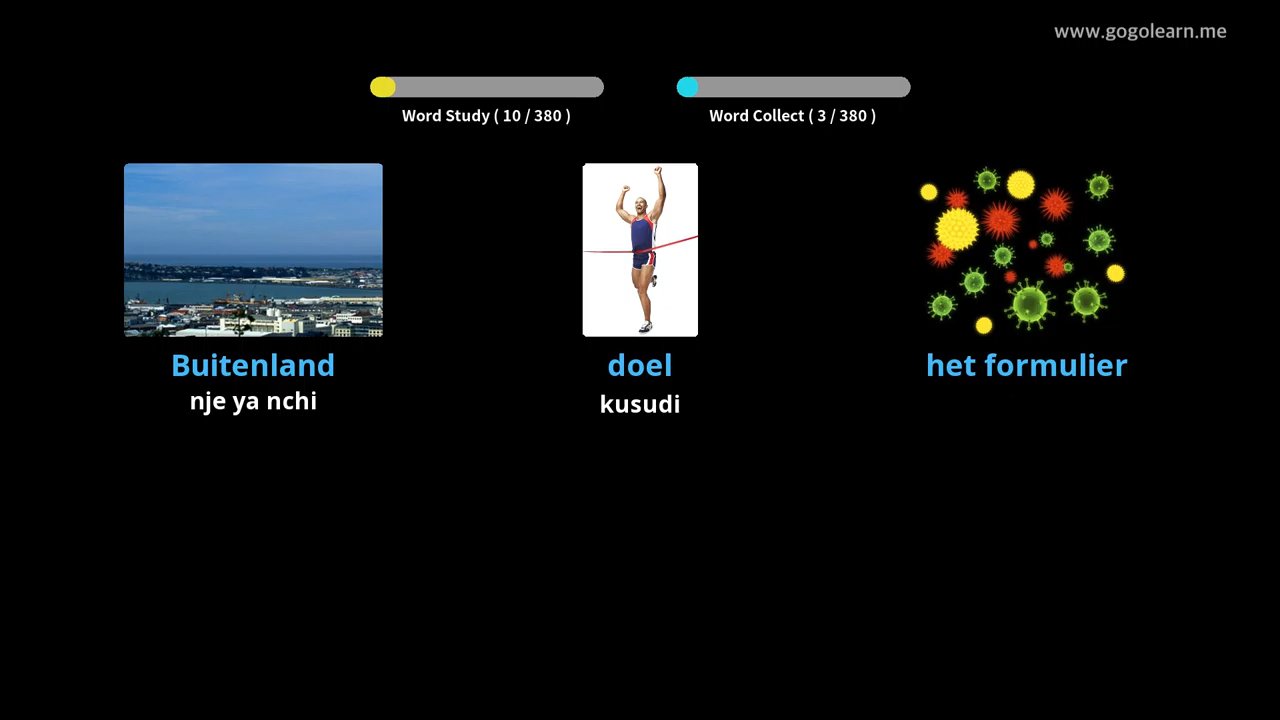 www.gogolearn.me
Word Study ( 10 / 380 )
Word Collect ( 3 / 380 )
Buitenland
nje ya nchi
doel
kusudi
het formulier